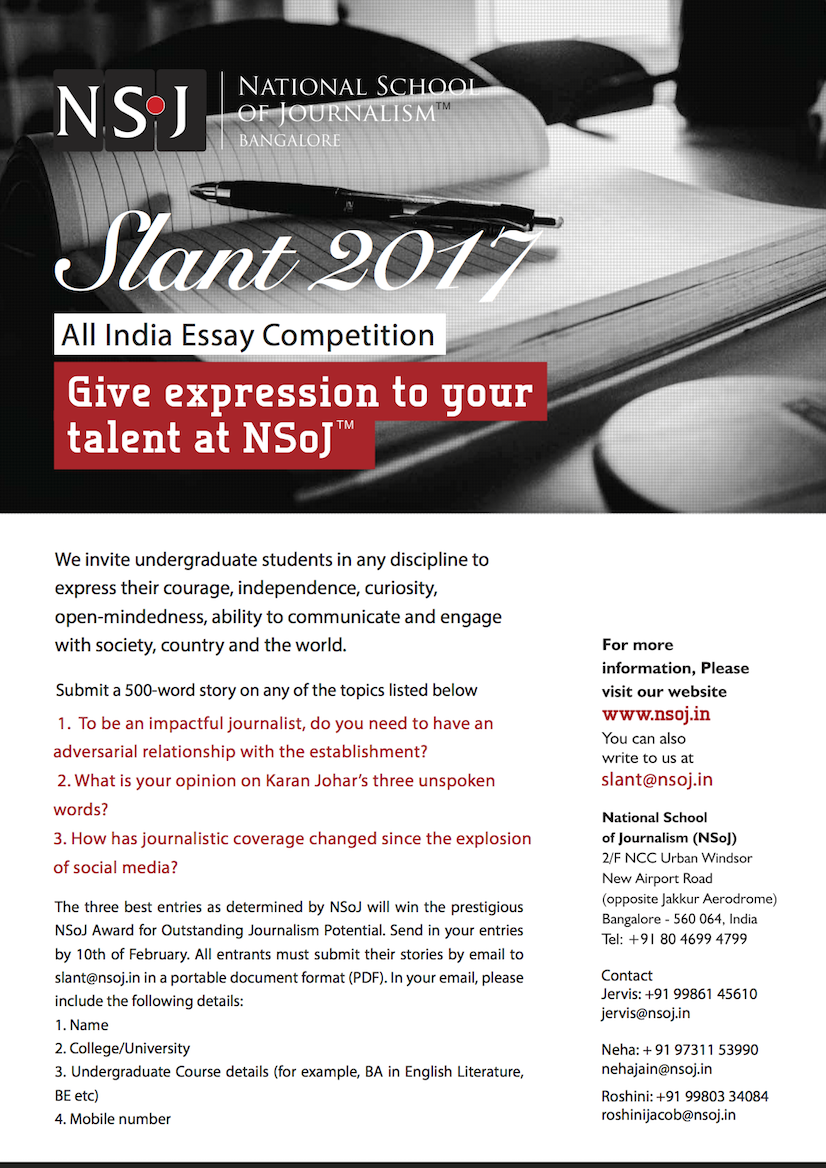 NSJ
NATIONAL SCHOOL
OF JOURNALISM™
BANGALORE
Slant 2017
All India Essay Competition
Give expression to your
talent at NSoJ™
We invite undergraduate students in any discipline to
express their courage, independence, curiosity,
open-mindedness, ability to communicate and engage
with society, country and the world.
Submit a 500-word story on any of the topics listed below
1. To be an impactful journalist, do you need to have an
adversarial relationship with the establishment?
2. What is your opinion on Karan Johar's three unspoken
words?
3. How has journalistic coverage changed since the explosion
of social media?
The three best entries as determined by NSoJ will win the prestigious
NSoJ Award for Outstanding Journalism Potential. Send in your entries
by 10th of February. All entrants must submit their stories by email to
slant@nsoj.in in a portable document format (PDF). In your email, please
include the following details:
1. Name
2. College/University
3. Undergraduate Course details (for example, BA in English Literature,
BE etc)
4. Mobile number
For more
information, Please
visit our website
www.nsoj.in
You can also
write to us at
slant@nsoj.in
National School
of Journalism (NSoJ)
2/F NCC Urban Windsor
New Airport Road
(opposite Jakkur Aerodrome)
Bangalore - 560 064, India
Tel: +91 80 4699 4799
Contact
Jervis: +91 99861 45610
jervis@nsoj.in
Neha: + 91 97311 53990
nehajain@nsoj.in
Roshini: +91 99803 34084
roshinijacob@nsoj.in